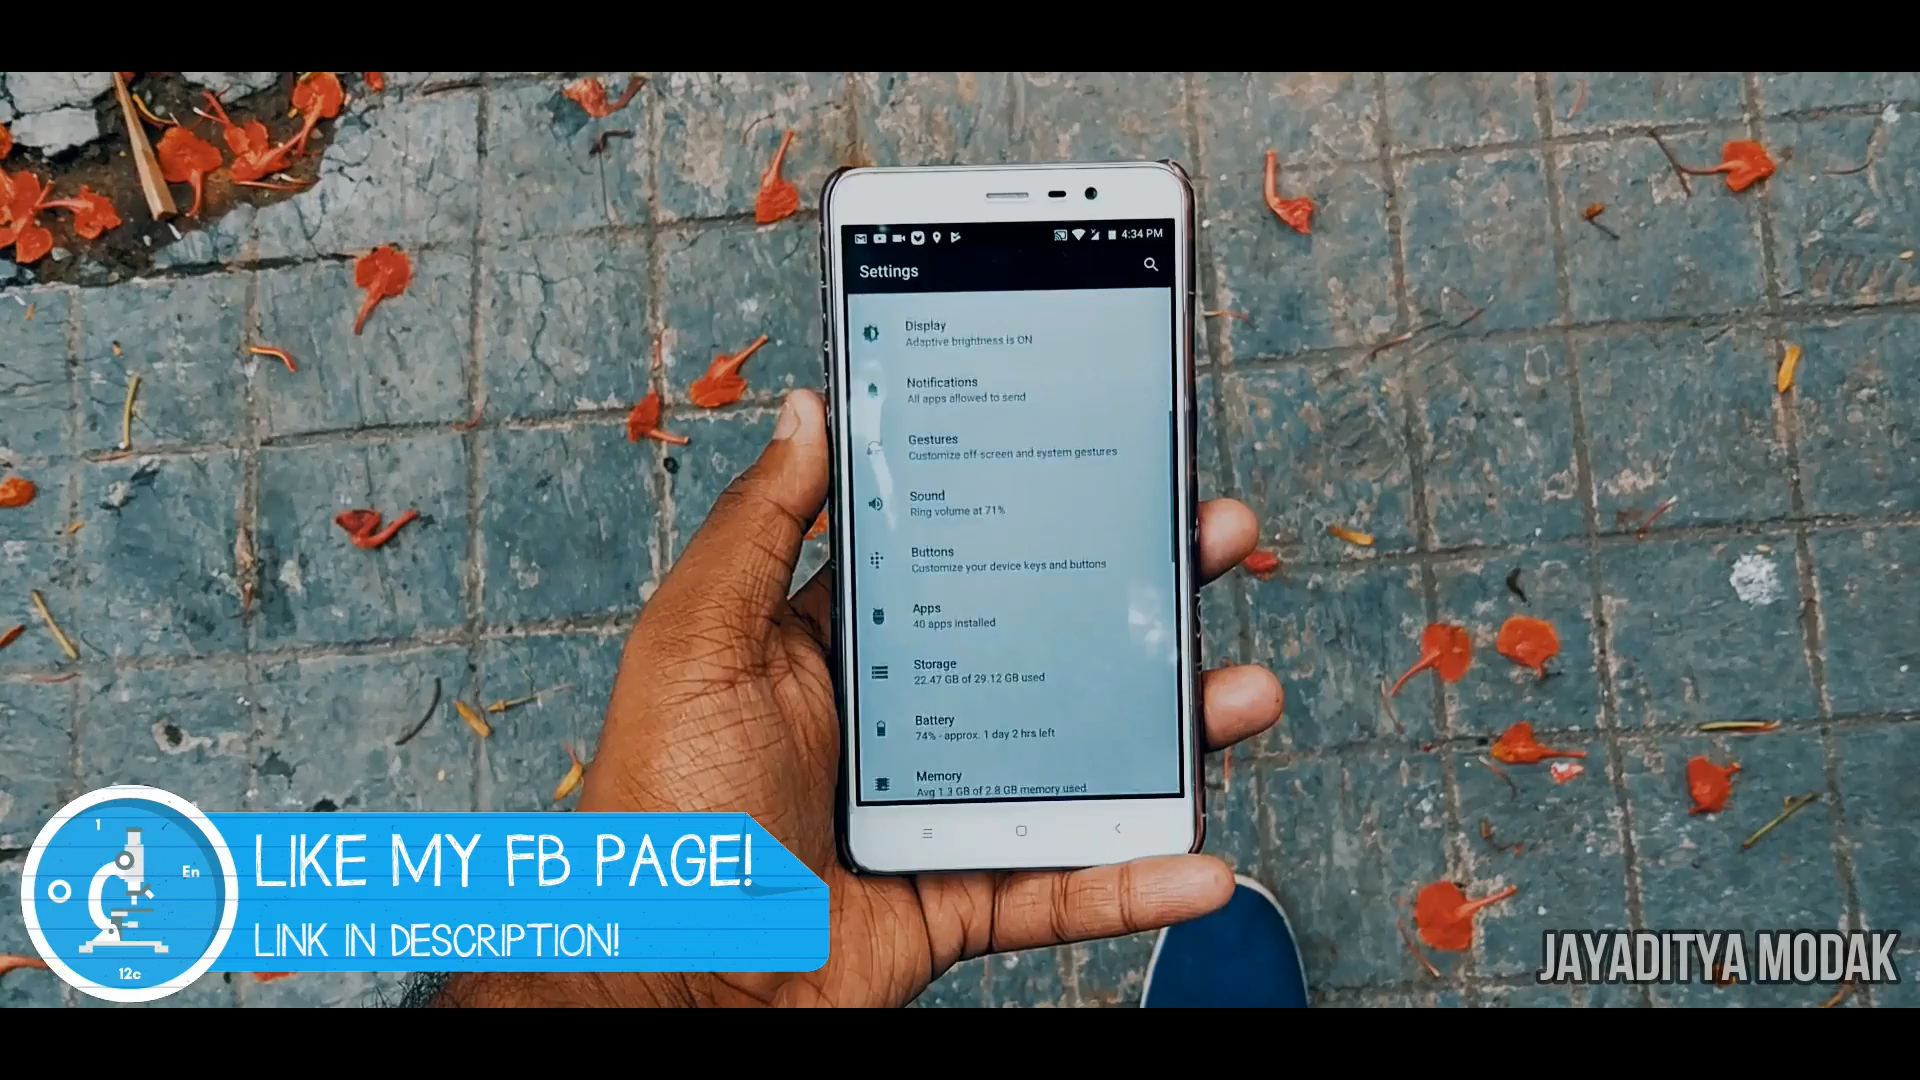 4:34 PM
Settings
Display
Adaptive brightness is ON
Notifications
All apps allowed to send
Gestures
Customize off-screen and system gestures
Sound
Ring volume at 71%
Buttons
Customize your device keys and buttons
Apps
40 apps installed
Storage
22.47 GB of 29.12 GB used
Battery
74% - approx. 1 day 2 hrs left
Memory
Avg 1.3 GB of 2.8 GB memory used
1
En
12c
LIKE MY FB PAGE!
LINK IN DESCRIPTION!
JAYADITYA MODAK